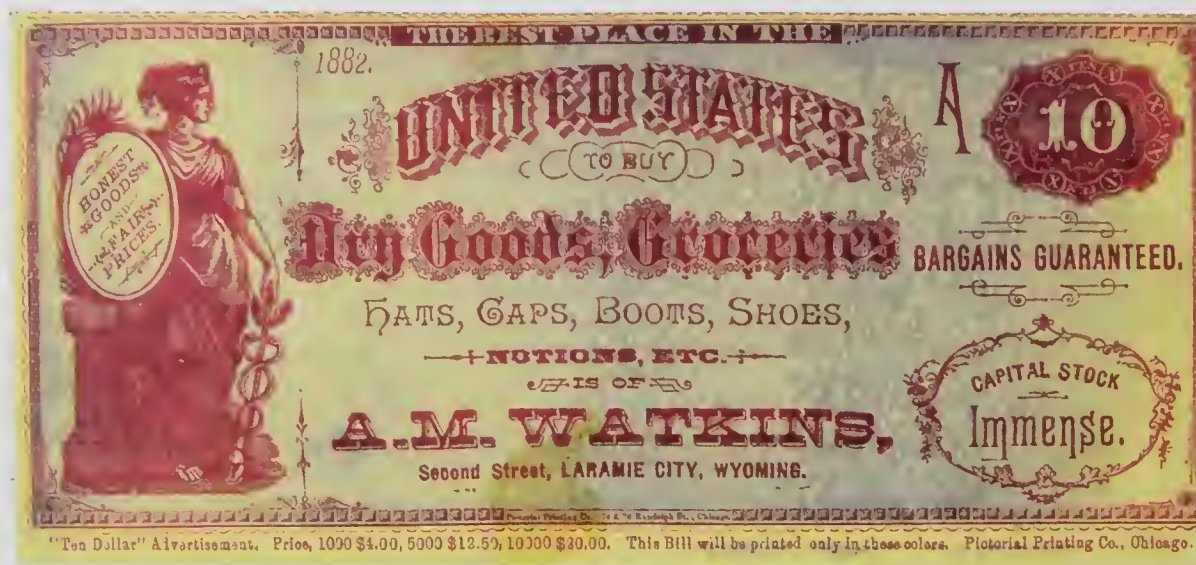 THE BEST PLACE IN THE
1882.
UNITED STATES
TO BUY
A 10
HONEST
GOODS
AND
FAIR
PRICES.
Dry Goods, Groceries
BARGAINS GUARANTEED.
HATS, CAPS, BOOTS, SHOES,
NOTIONS, ETC.
IS OF
CAPITAL STOCK
Immense.
A.M. WATKINS,
Second Street, LARAMIE CITY, WYOMING.
"Ten Dollar" Advertisement. Price, 1000 $4.00, 5000 $12.50, 10000 $20.00. This Bill will be printed only in these colors. Pictorial Printing Co., Chicago.